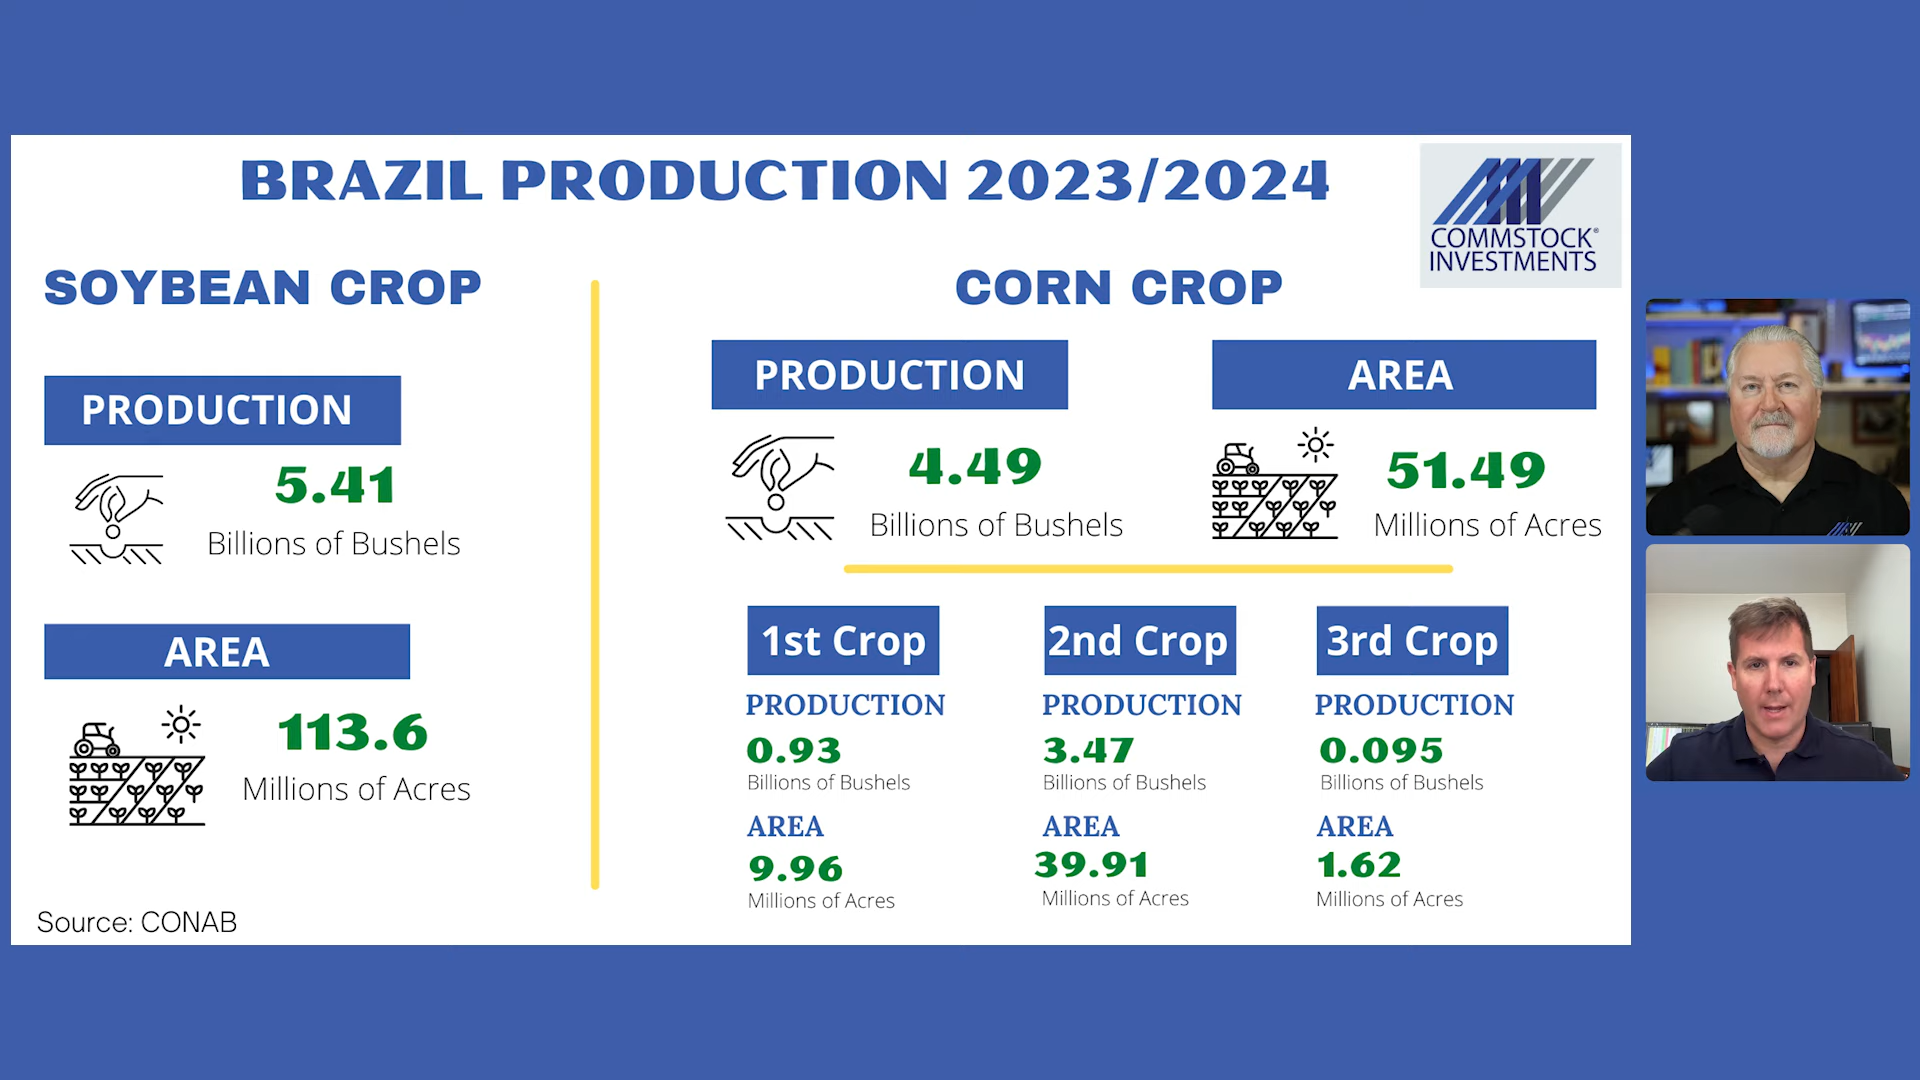 BRAZIL PRODUCTION 2023/2024
COMMSTOCK®
INVESTMENTS
SOYBEAN CROP
PRODUCTION
5.41
Billions of Bushels
AREA
113.6
Millions of Acres
CORN CROP
PRODUCTION
4.49
Billions of Bushels
AREA
51.49
Millions of Acres
1st Crop
PRODUCTION
0.93
Billions of Bushels
AREA
9.96
Millions of Acres
2nd Crop
PRODUCTION
3.47
Billions of Bushels
AREA
39.91
Millions of Acres
3rd Crop
PRODUCTION
0.095
Billions of Bushels
AREA
1.62
Millions of Acres
Source: CONAB